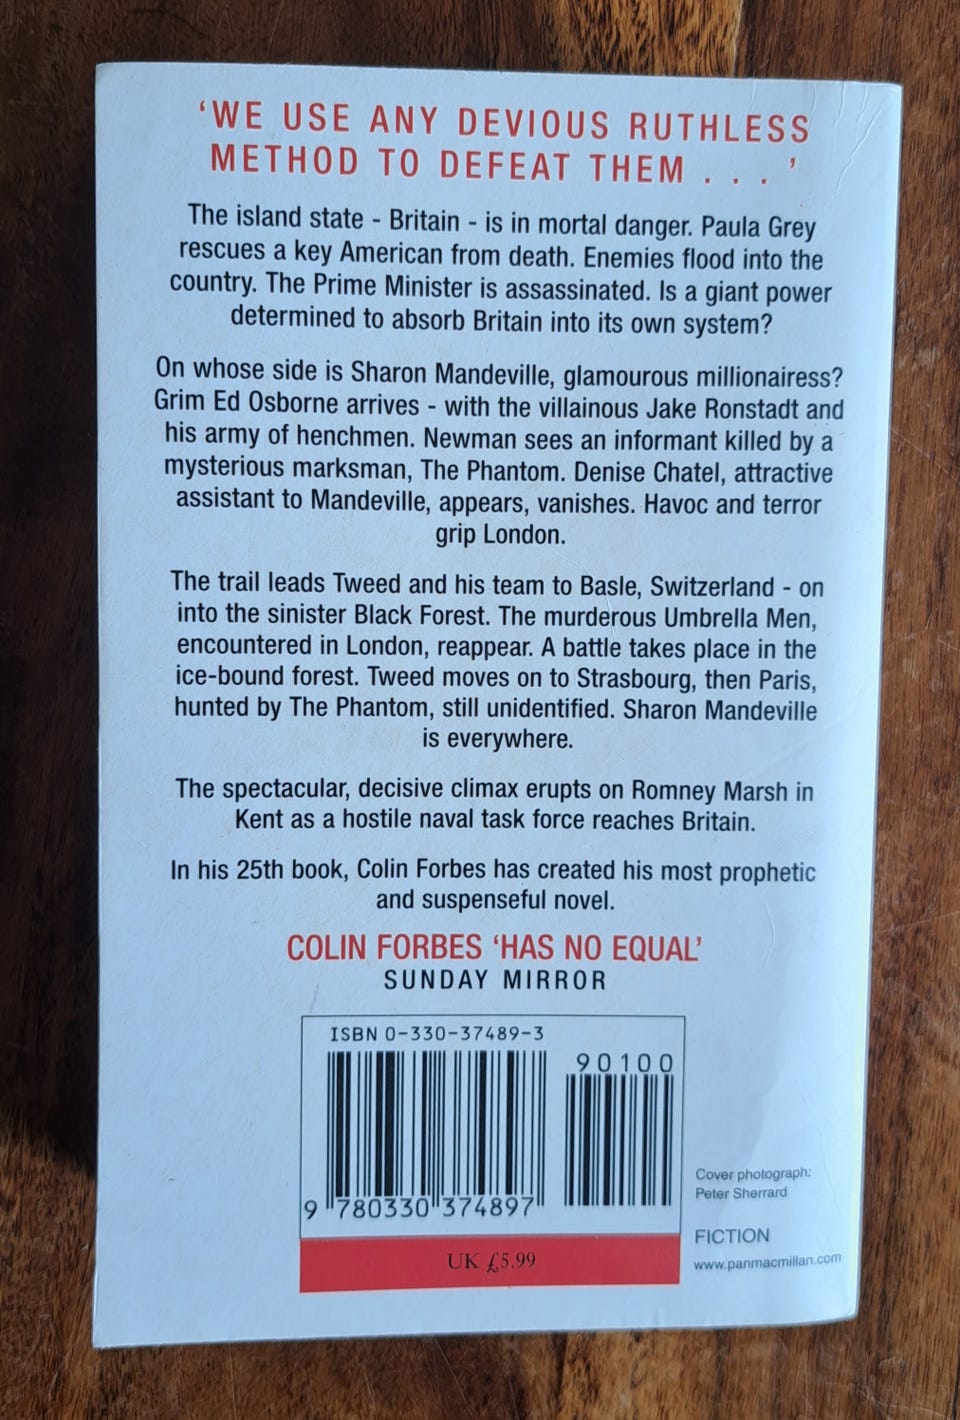 ‘WE USE ANY DEVIOUS RUTHLESS
METHOD TO DEFEAT THEM . . . ’
The island state - Britain - is in mortal danger. Paula Grey
rescues a key American from death. Enemies flood into the
country. The Prime Minister is assassinated. Is a giant power
determined to absorb Britain into its own system?
On whose side is Sharon Mandeville, glamourous millionairess?
Grim Ed Osborne arrives - with the villainous Jake Ronstadt and
his army of henchmen. Newman sees an informant killed by a
mysterious marksman, The Phantom. Denise Chatel, attractive
assistant to Mandeville, appears, vanishes. Havoc and terror
grip London.
The trail leads Tweed and his team to Basle, Switzerland - on
into the sinister Black Forest. The murderous Umbrella Men,
encountered in London, reappear. A battle takes place in the
ice-bound forest. Tweed moves on to Strasbourg, then Paris,
hunted by The Phantom, still unidentified. Sharon Mandeville
is everywhere.
The spectacular, decisive climax erupts on Romney Marsh in
Kent as a hostile naval task force reaches Britain.
In his 25th book, Colin Forbes has created his most prophetic
and suspenseful novel.
COLIN FORBES ‘HAS NO EQUAL’
SUNDAY MIRROR
ISBN 0-330-37489-3
90100
9 780330 374897
UK £5.99
Cover photograph:
Peter Sherrard
FICTION
www.panmacmillan.com